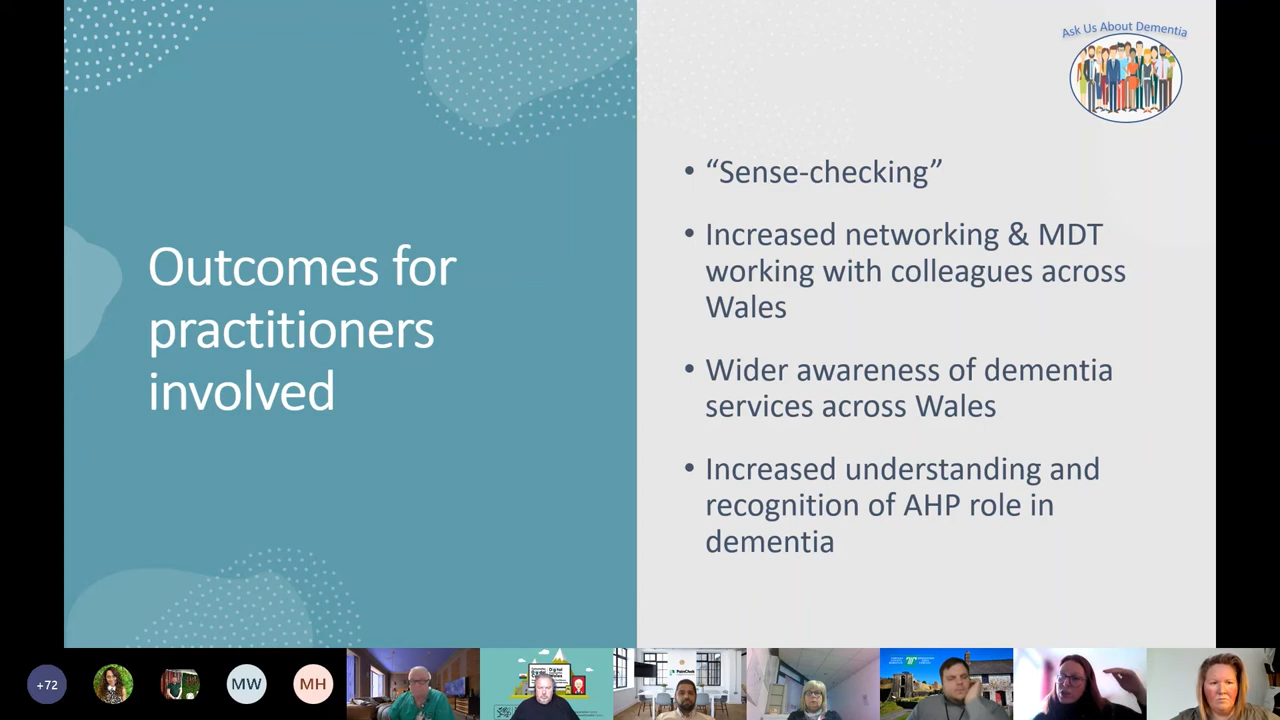 Ask Us About Dementia
Outcomes for
practitioners
involved
• “Sense-checking”
• Increased networking & MDT
working with colleagues across
Wales
• Wider awareness of dementia
services across Wales
• Increased understanding and
recognition of AHP role in
dementia
+72
MW
MH
PainChek